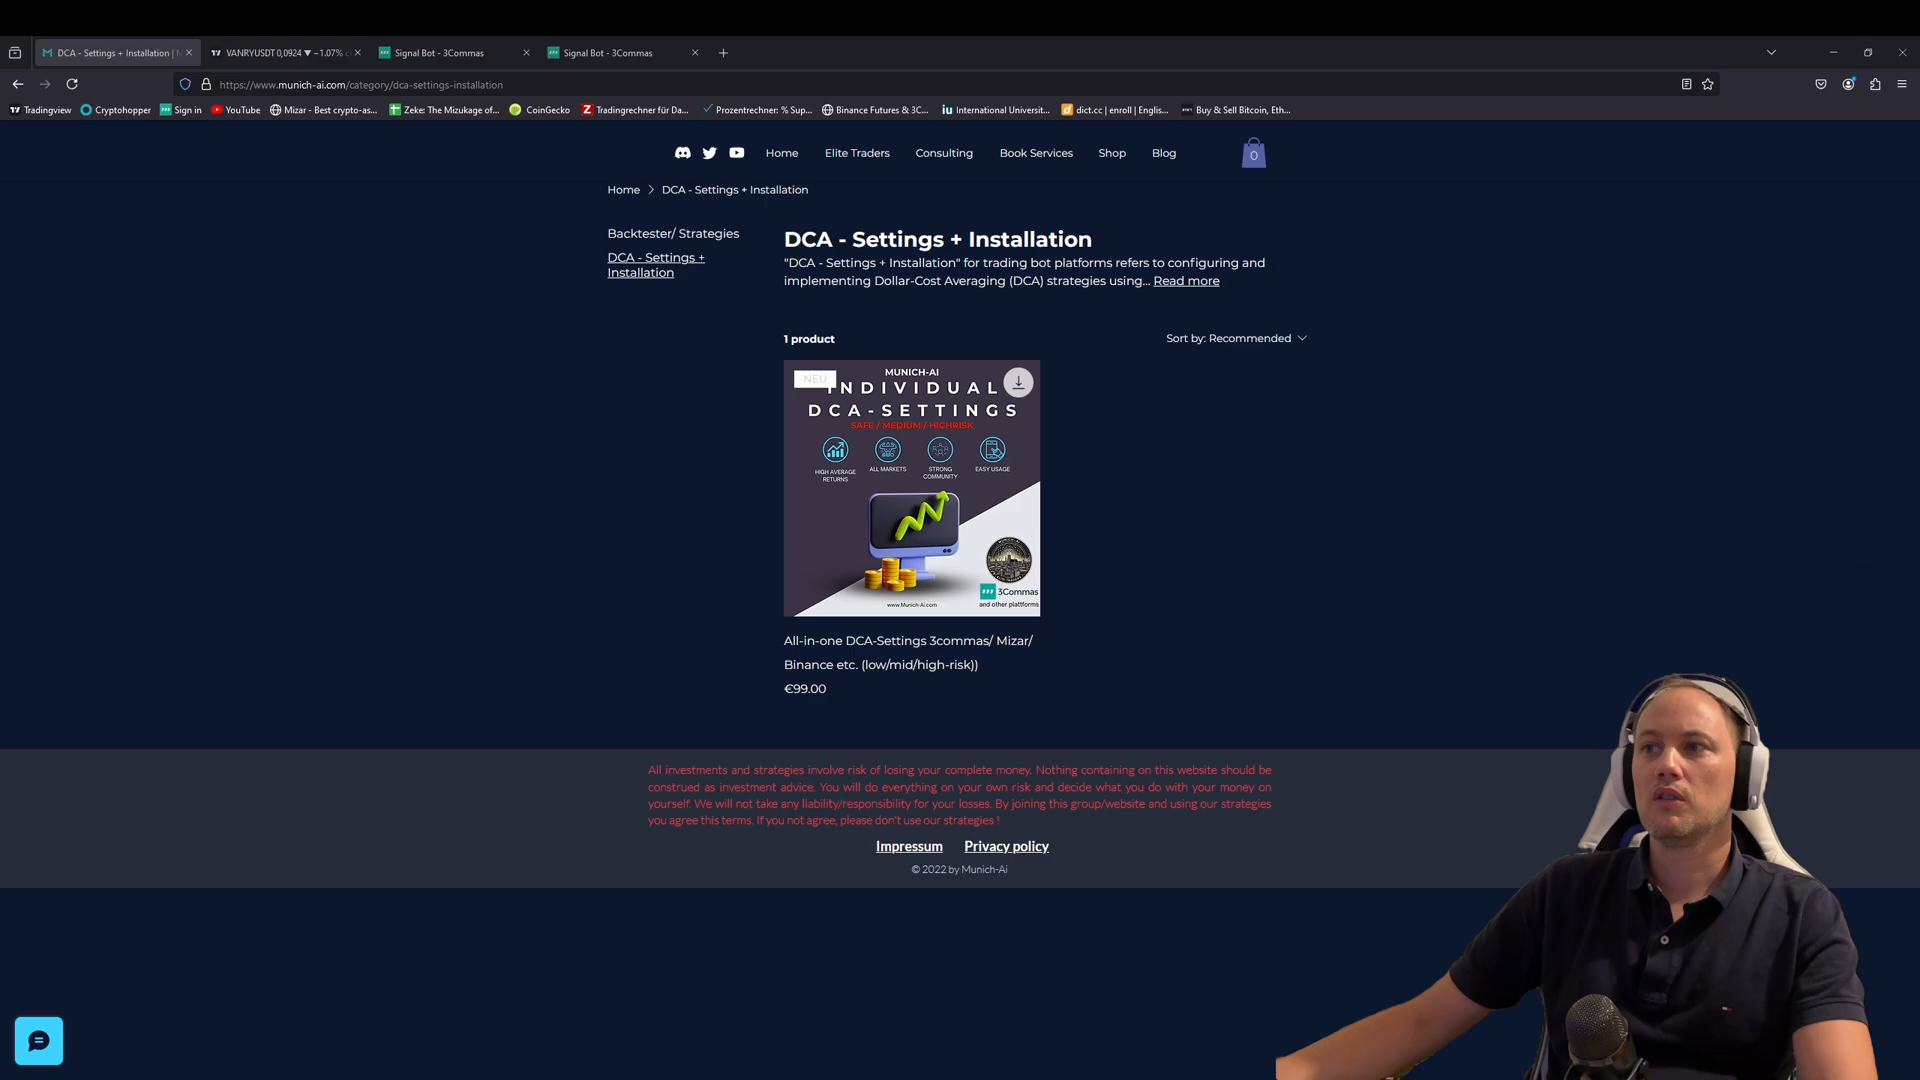 DCA - Settings + Installation |
VANRYUSDT 0,0924 ▼ −1.07%
Signal Bot - 3Commas
Signal Bot - 3Commas
https://www.munich-ai.com/category/dca-settings-installation
Tradingview
Cryptohopper
Sign in
YouTube
Mizar - Best crypto-as...
Zeke: The Mizukage of...
CoinGecko
Tradingrechner für Da...
Prozentrechner: % Sup...
Binance Futures & 3C...
International Universit...
dict.cc | enroll | Englis...
Buy & Sell Bitcoin, Eth...
Home
Elite Traders
Consulting
Book Services
Shop
Blog
0
Home > DCA - Settings + Installation
Backtester/ Strategies
DCA - Settings +
Installation
DCA - Settings + Installation
"DCA - Settings + Installation" for trading bot platforms refers to configuring and
implementing Dollar-Cost Averaging (DCA) strategies using... Read more
1 product
Sort by: Recommended
NEU
MUNICH-AI
INDIVIDUAL
DCA-SETTINGS
SAFE / MEDIUM / HIGHRISK
HIGH AVERAGE
RETURNS
ALL MARKETS
STRONG
COMMUNITY
EASY USAGE
3Commas
and other plattforms
www.Munich-Ai.com
All-in-one DCA-Settings 3commas/ Mizar/
Binance etc. (low/mid/high-risk))
€99.00
All investments and strategies involve risk of losing your complete money. Nothing containing on this website should be
construed as investment advice. You will do everything on your own risk and decide what you do with your money on
yourself. We will not take any liability/responsibility for your losses. By joining this group/website and using our strategies
you agree this terms. If you not agree, please don't use our strategies !
Impressum
Privacy policy
© 2022 by Munich-Ai